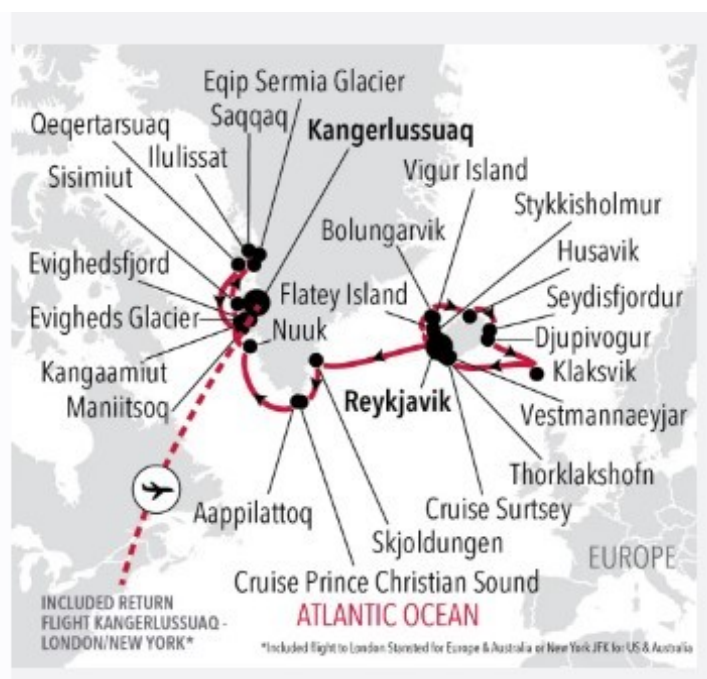 Eqip Sermia Glacier
Saqqaq
Qeqertarsuaq
Kangerlussuaq
Ilulissat
Vigur Island
Sisimiut
Stykkisholmur
Bolungarvik
Husavik
Evighedsfjord
Flatey Island
Seydisfjordur
Evigheds Glacier
Nuuk
Djupivogur
Kangaamiut
Klaksvik
Maniitsoq
Reykjavik
Vestmannaeyjar
Thorklakshofn
Aappilattoq
Cruise Surtsey
Skjoldungen
EUROPE
Cruise Prince Christian Sound
INCLUDED RETURN
FLIGHT KANGERLUSSUAQ -
LONDON/NEW YORK*
ATLANTIC OCEAN
*Included flight to London Stansted for Europe & Australia or New York JFK for US & Australia